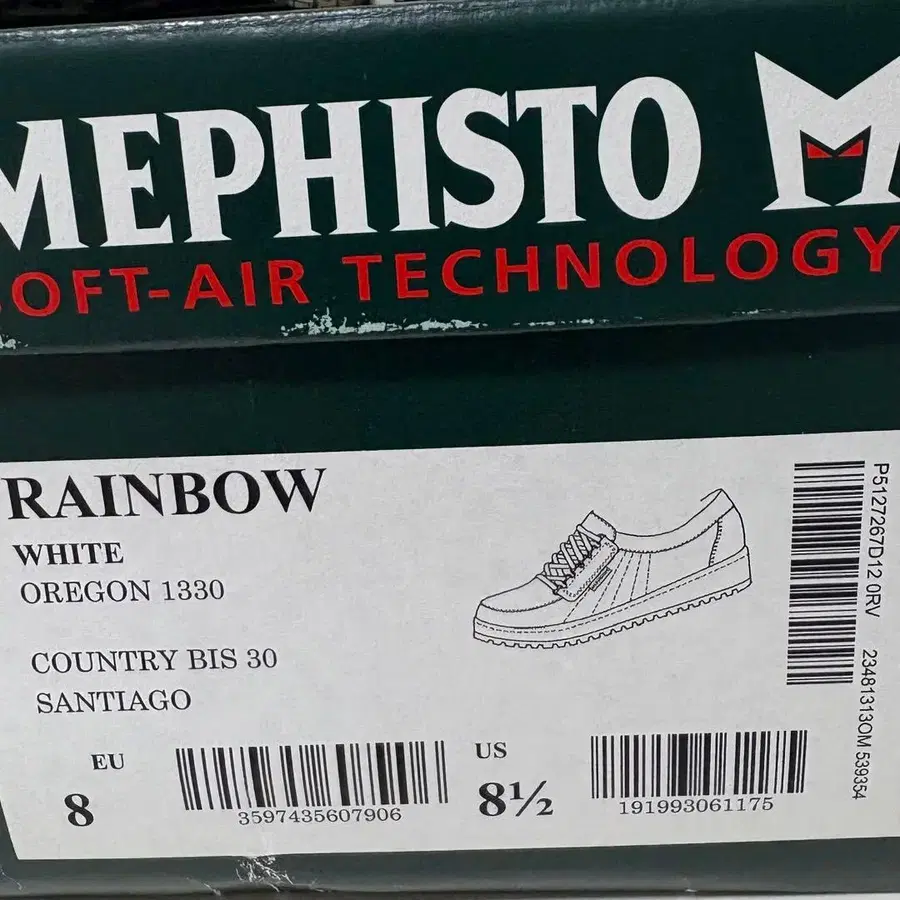 MEPHISTO M
SOFT-AIR TECHNOLOGY
RAINBOW
WHITE
OREGON 1330
COUNTRY BIS 30
SANTIAGO
EU
8
3597435607906
US
8½
191993061175
P5127267D12 0RV 23481313OM 539354